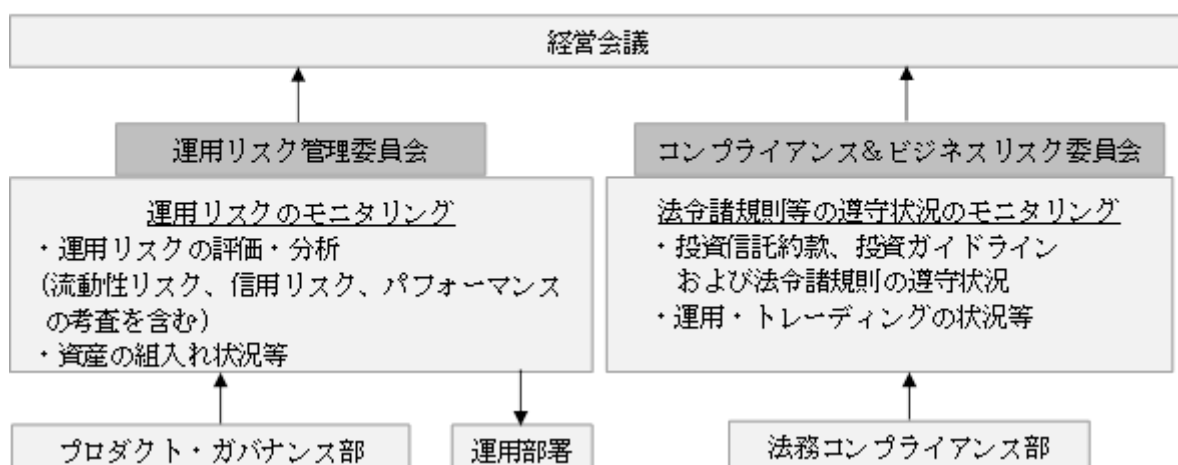 経営会議
運用リスク管理委員会
運用リスクのモニタリング
・運用リスクの評価・分析
(流動性リスク、信用リスク、パフォーマンス
の考査を含む)
・資産の組入れ状況等
プロダクト・ガバナンス部
運用部署
コンプライアンス&ビジネスリスク委員会
法令諸規則等の遵守状況のモニタリング
・投資信託約款、投資ガイドライン
および法令諸規則の遵守状況
・運用・トレーディングの状況等
法務コンプライアンス部